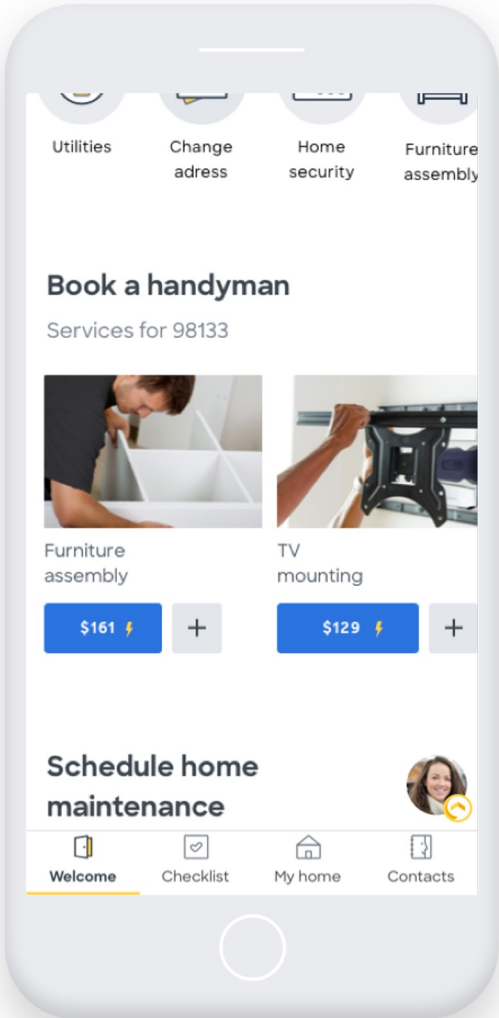 Utilities
Change
adress
Home
security
Furniture
assembly
Book a handyman
Services for 98133
Furniture
assembly
TV
mounting
$161
+
$129
+
Schedule home
maintenance
Welcome
Checklist
My home
Contacts